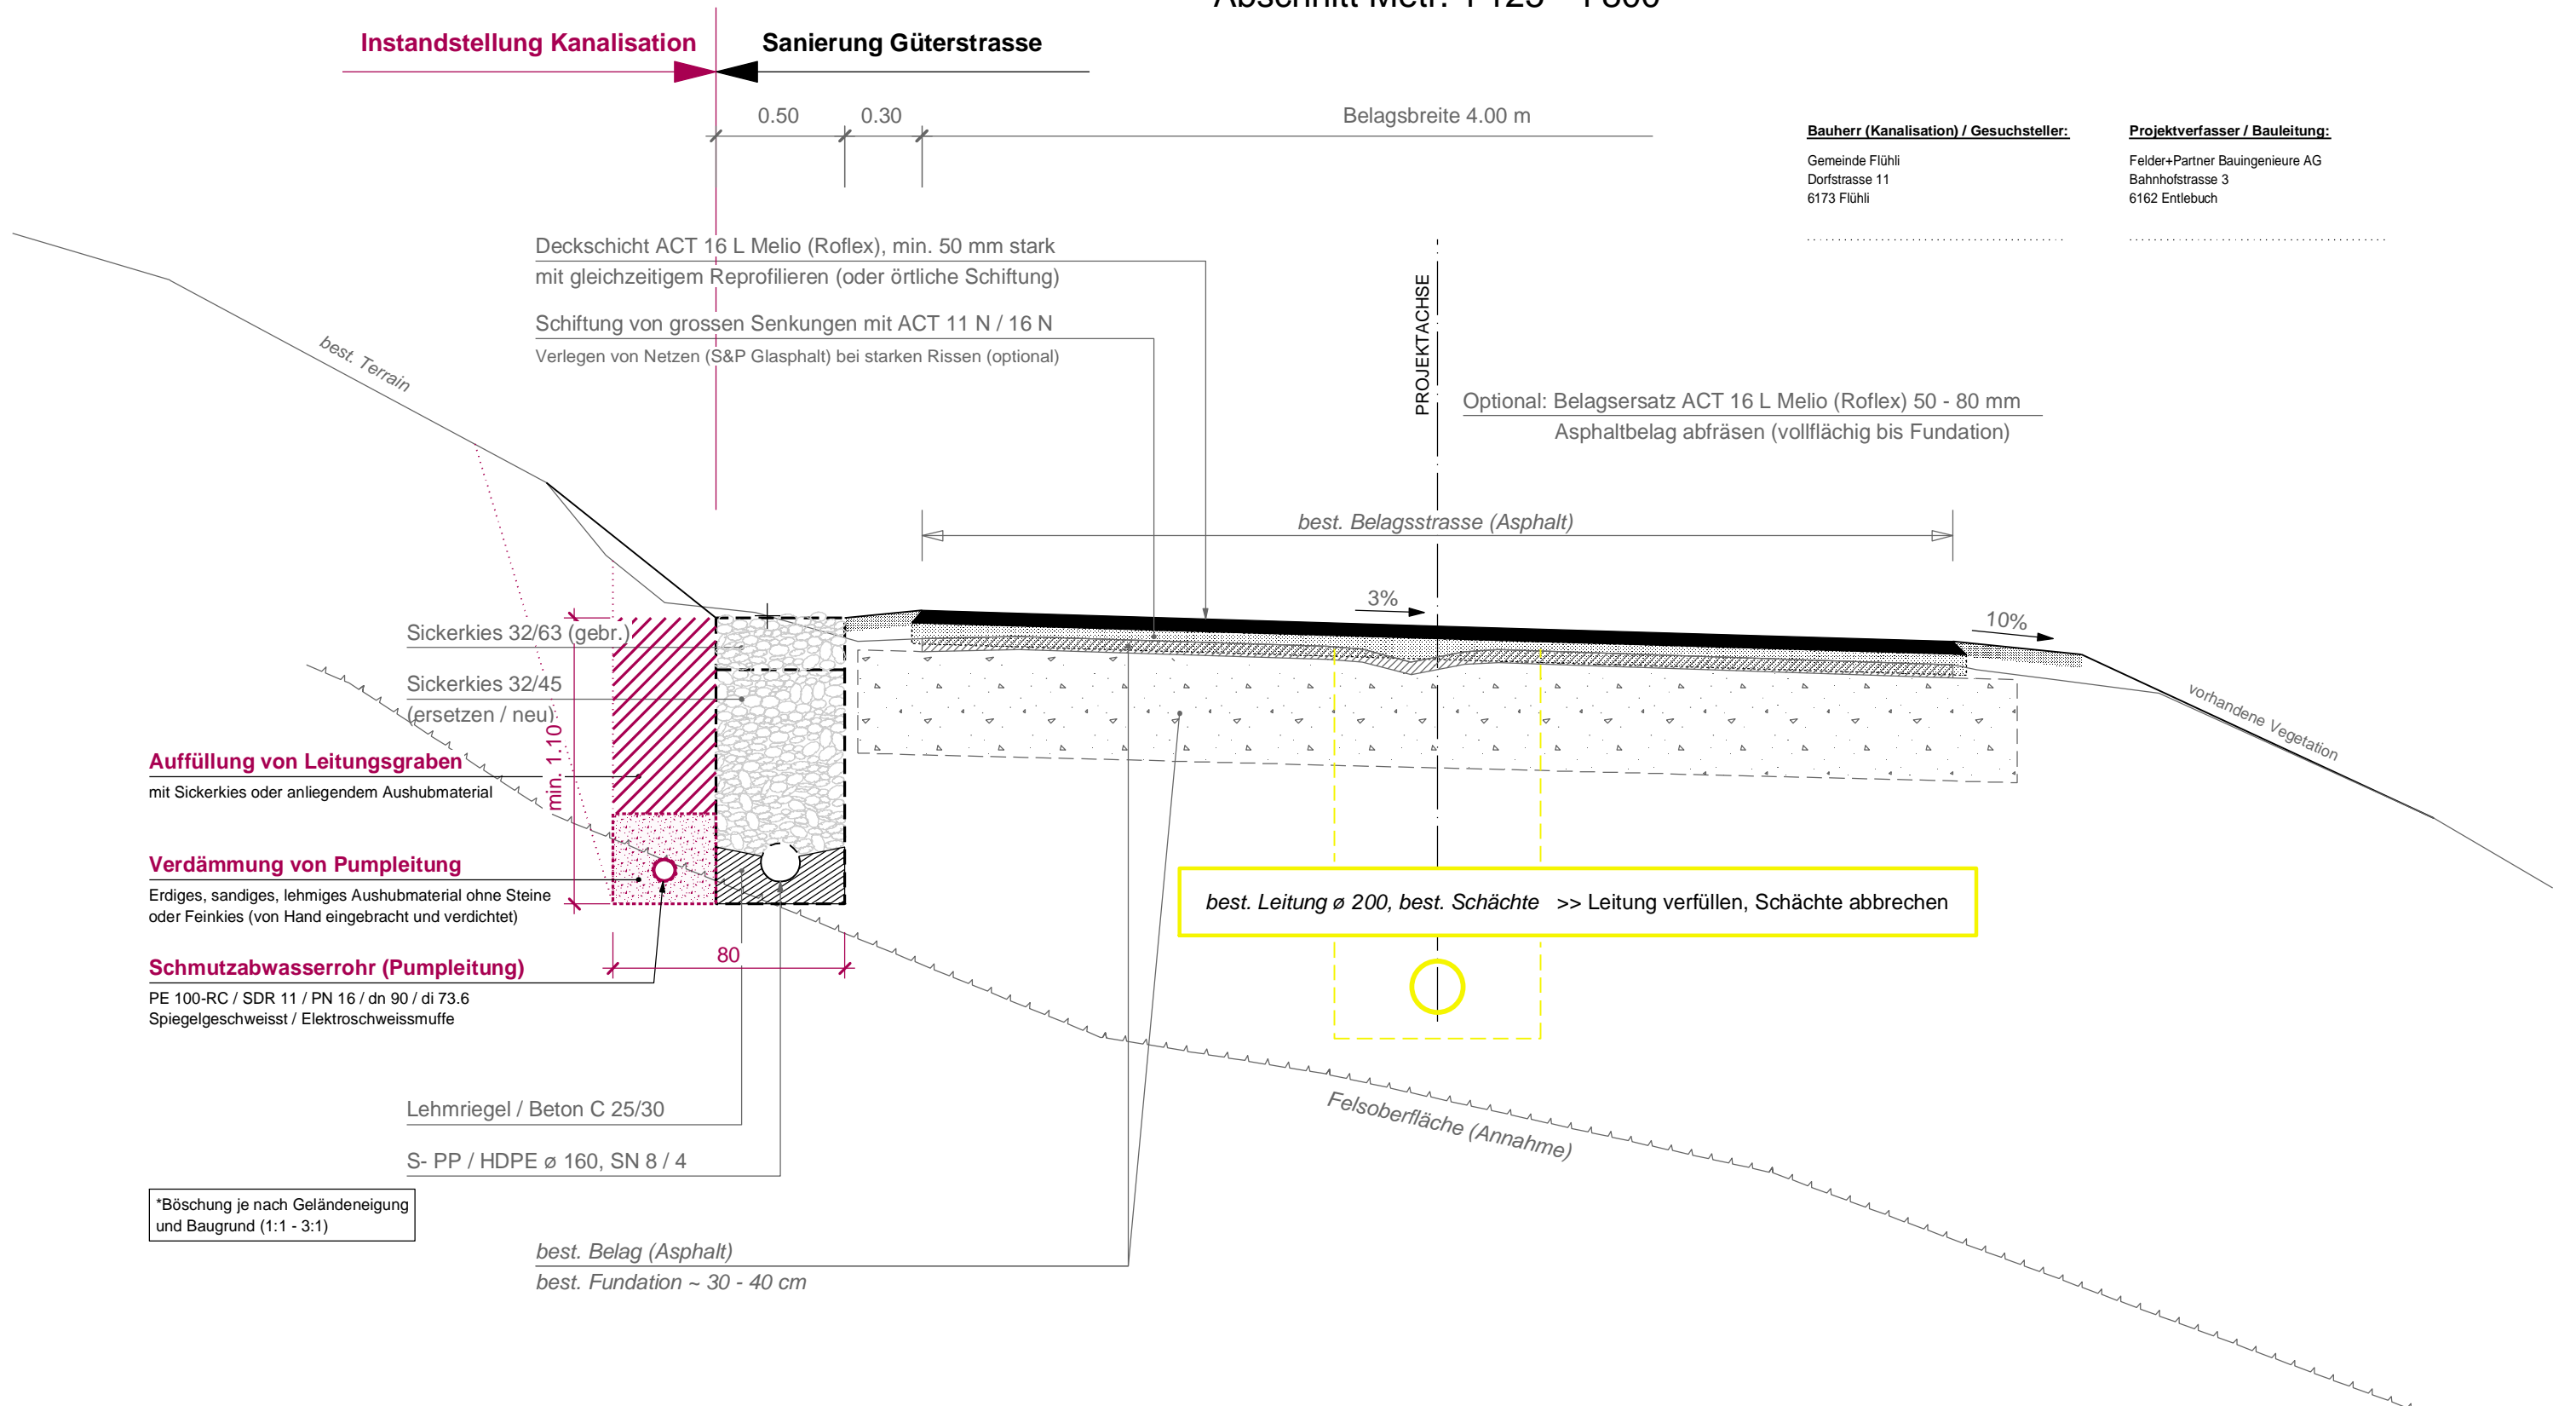 Instandstellung Kanalisation
Sanierung Güterstrasse
0.50
0.30
Belagsbreite 4.00 m
Bauherr (Kanalisation) / Gesuchsteller:
Gemeinde Flühli
Dorfstrasse 11
6173 Flühli
Projektverfasser / Bauleitung:
Felder+Partner Bauingenieure AG
Bahnhofstrasse 3
6162 Entlebuch
Deckschicht ACT 16 L Melio (Roflex), min. 50 mm stark
mit gleichzeitigem Reprofilieren (oder örtliche Schiftung)
Schiftung von grossen Senkungen mit ACT 11 N / 16 N
Verlegen von Netzen (S&P Glasphalt) bei starken Rissen (optional)
best. Terrain
PROJEKTACHSE
Optional: Belagsersatz ACT 16 L Melio (Roflex) 50 - 80 mm
Asphaltbelag abfräsen (vollflächig bis Fundation)
best. Belagsstrasse (Asphalt)
3%
10%
Sickerkies 32/63 (gebr.)
Sickerkies 32/45
(ersetzen / neu)
min. 1.10
vorhandene Vegetation
Auffüllung von Leitungsgraben
mit Sickerkies oder anliegendem Aushubmaterial
Verdämmung von Pumpleitung
Erdiges, sandiges, lehmiges Aushubmaterial ohne Steine
oder Feinkies (von Hand eingebracht und verdichtet)
best. Leitung ø 200, best. Schächte >> Leitung verfüllen, Schächte abbrechen
80
Schmutzabwasserrohr (Pumpleitung)
PE 100-RC / SDR 11 / PN 16 / dn 90 / di 73.6
Spiegelgeschweisst / Elektroschweissmuffe
Lehmriegel / Beton C 25/30
Felsoberfläche (Annahme)
S- PP / HDPE ø 160, SN 8 / 4
*Böschung je nach Geländeneigung
und Baugrund (1:1 - 3:1)
best. Belag (Asphalt)
best. Fundation ~ 30 - 40 cm